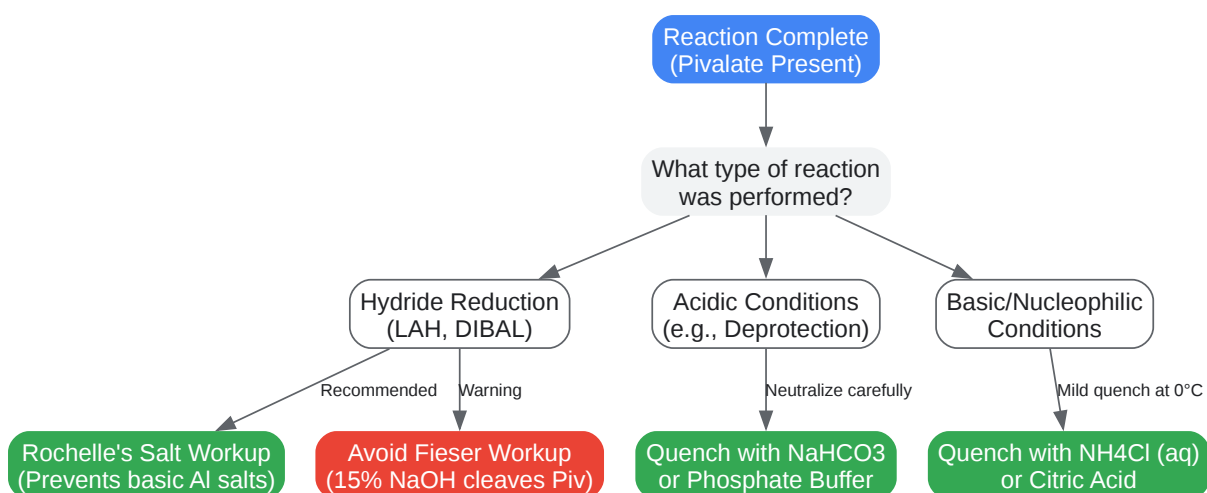 Reaction Complete
(Pivalate Present)
What type of reaction
was performed?
Hydride Reduction
(LAH, DIBAL)
Acidic Conditions
(e.g., Deprotection)
Basic/Nucleophilic
Conditions
Recommended
Warning
Neutralize carefully
Mild quench at 0°C
Rochelle's Salt Workup
(Prevents basic Al salts)
Avoid Fieser Workup
(15% NaOH cleaves Piv)
Quench with NaHCO3
or Phosphate Buffer
Quench with NH4Cl (aq)
or Citric Acid